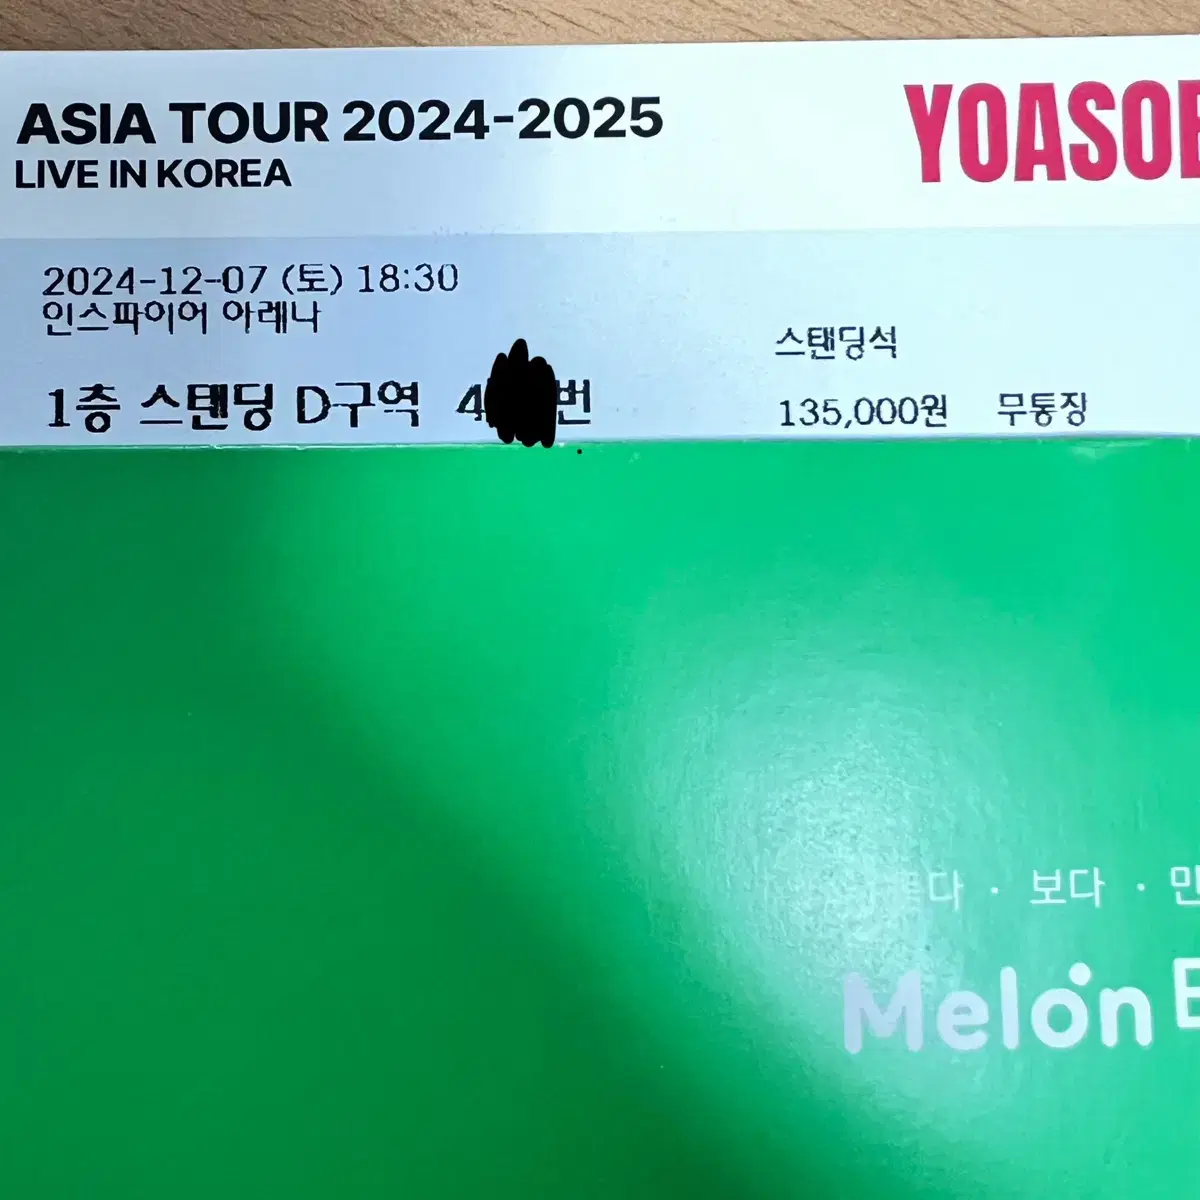 ASIA TOUR 2024-2025
LIVE IN KOREA
2024-12-07 (토) 18:30
인스파이어 아레나
스탠딩석
1층 스탠딩 D구역 4 번
135,000원 무통장
· 보다 ·
Melon